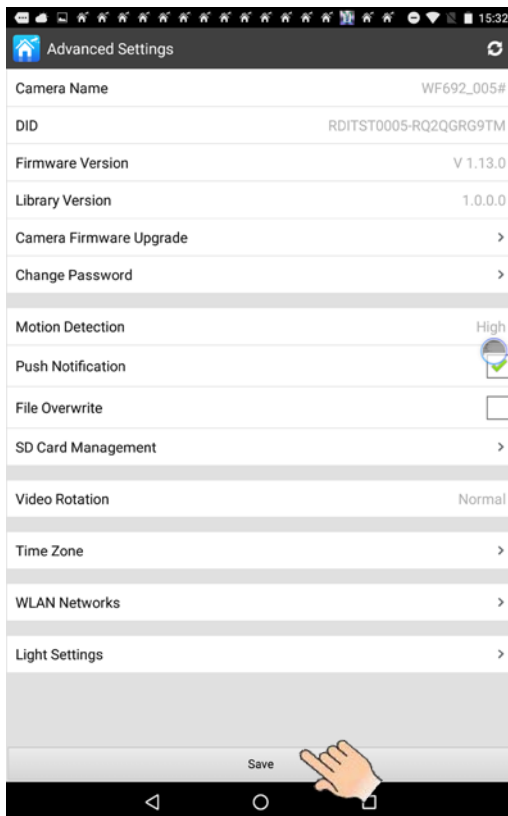 15:32
Advanced Settings
Camera Name WF692_005#
DID RDITST0005-RQ2QGRG9TM
Firmware Version V 1.13.0
Library Version 1.0.0.0
Camera Firmware Upgrade
Change Password
Motion Detection High
Push Notification
File Overwrite
SD Card Management
Video Rotation Normal
Time Zone
WLAN Networks
Light Settings
Save